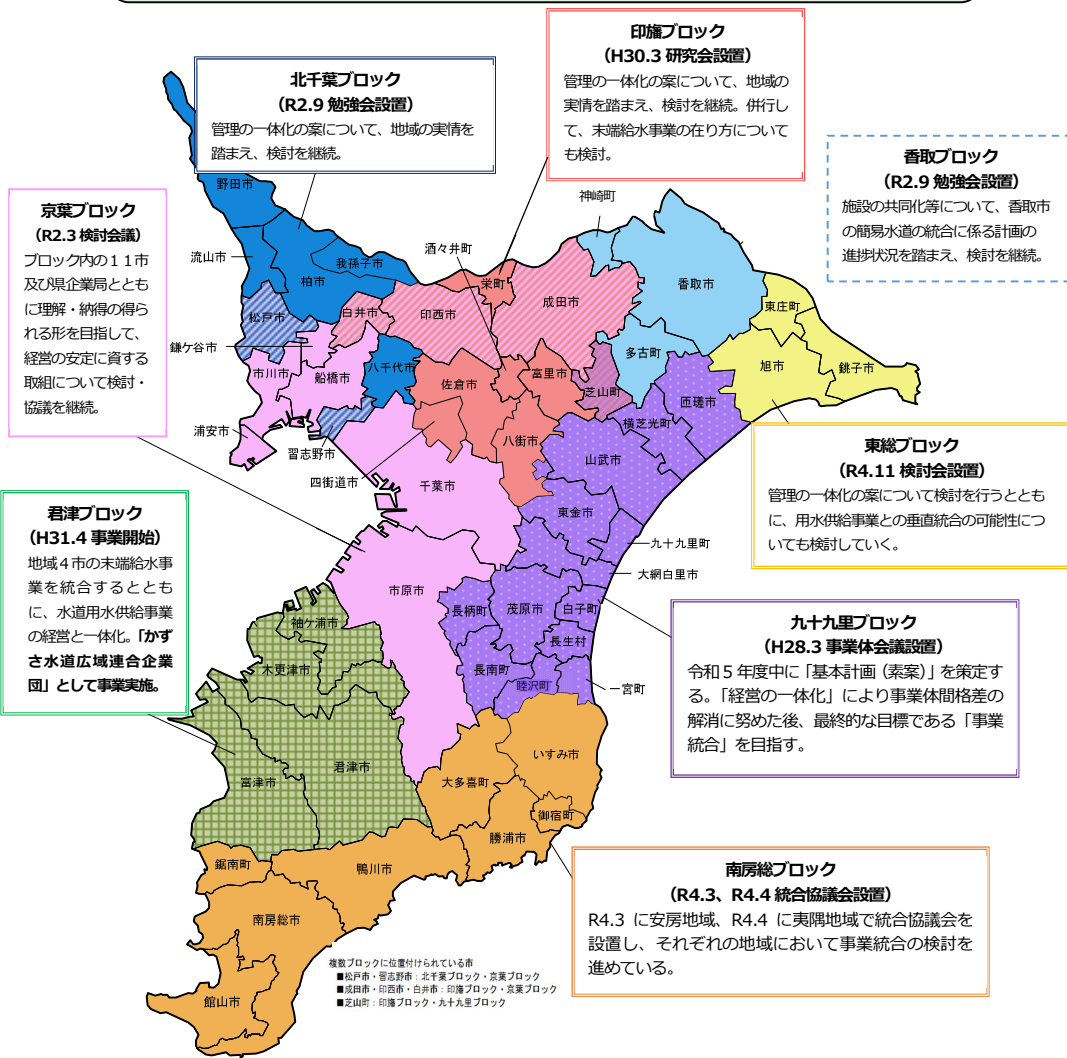 印旛ブロック
(H30.3 研究会設置)
管理の一体化の案について、地域の
実情を踏まえ、検討を継続。併行し
て、末端給水事業の在り方について
も検討。
北千葉ブロック
(R2.9 勉強会設置)
管理の一体化の案について、地域の実情を
踏まえ、検討を継続。
香取ブロック
(R2.9 勉強会設置)
施設の共同化等について、香取市
の簡易水道の統合に係る計画の
進捗状況を踏まえ、検討を継続。
京葉ブロック
(R2.3 検討会議)
ブロック内の11市
及び県企業局ととも
に理解・納得の得ら
れる形を目指して、
経営の安定に資する
取組について検討・
協議を継続。
野田市
流山市
柏市
我孫子市
松戸市
鎌ケ谷市
白井市
印西市
酒々井町
栄町
成田市
神崎町
香取市
東庄町
旭市
銚子市
多古町
匝瑳市
芝山町
横芝光町
市川市
船橋市
八千代市
佐倉市
富里市
八街市
山武市
浦安市
習志野市
四街道市
千葉市
東金市
九十九里町
大網白里市
東総ブロック
(R4.11 検討会設置)
管理の一体化の案について検討を行うととも
に、用水供給事業との垂直統合の可能性につ
いても検討していく。
君津ブロック
(H31.4 事業開始)
地域4市の末端給水事
業を統合するととも
に、水道用水供給事業
の経営と一体化。「かず
さ水道広域連合企業
団」として事業実施。
市原市
長柄町
茂原市
白子町
長生村
長南町
睦沢町
一宮町
袖ケ浦市
木更津市
君津市
富津市
九十九里ブロック
(H28.3 事業体会議設置)
令和5年度中に「基本計画（素案）」を策定す
る。「経営の一体化」により事業体間格差の
解消に努めた後、最終的な目標である「事業
統合」を目指す。
いすみ市
大多喜町
御宿町
勝浦市
鴨川市
鋸南町
南房総市
館山市
南房総ブロック
(R4.3、R4.4 統合協議会設置)
R4.3 に安房地域、R4.4 に夷隅地域で統合協議会を
設置し、それぞれの地域において事業統合の検討を
進めている。
複数ブロックに位置付けられている市
■松戸市・習志野市：北千葉ブロック・京葉ブロック
■成田市・印西市・白井市：印旛ブロック・京葉ブロック
■芝山町：印旛ブロック・九十九里ブロック